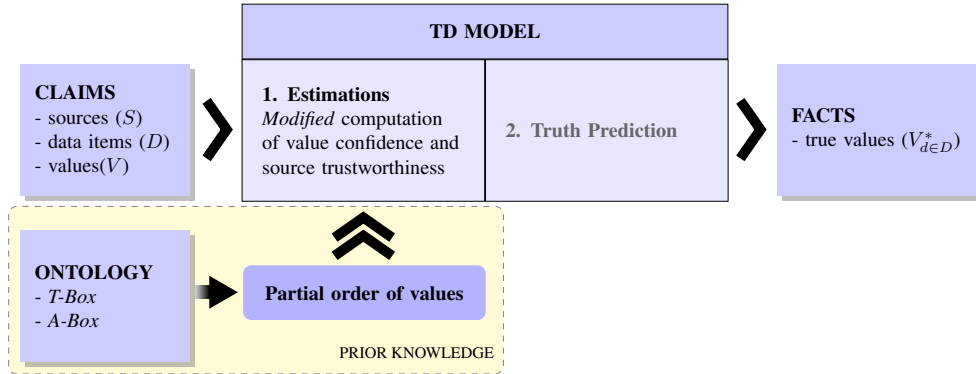 TD MODEL
CLAIMS
- sources (S)
- data items (D)
- values(V)
1. Estimations
Modified computation
of value confidence and
source trustworthiness
2. Truth Prediction
FACTS
- true values (V*d∈D)
ONTOLOGY
- T-Box
- A-Box
Partial order of values
PRIOR KNOWLEDGE